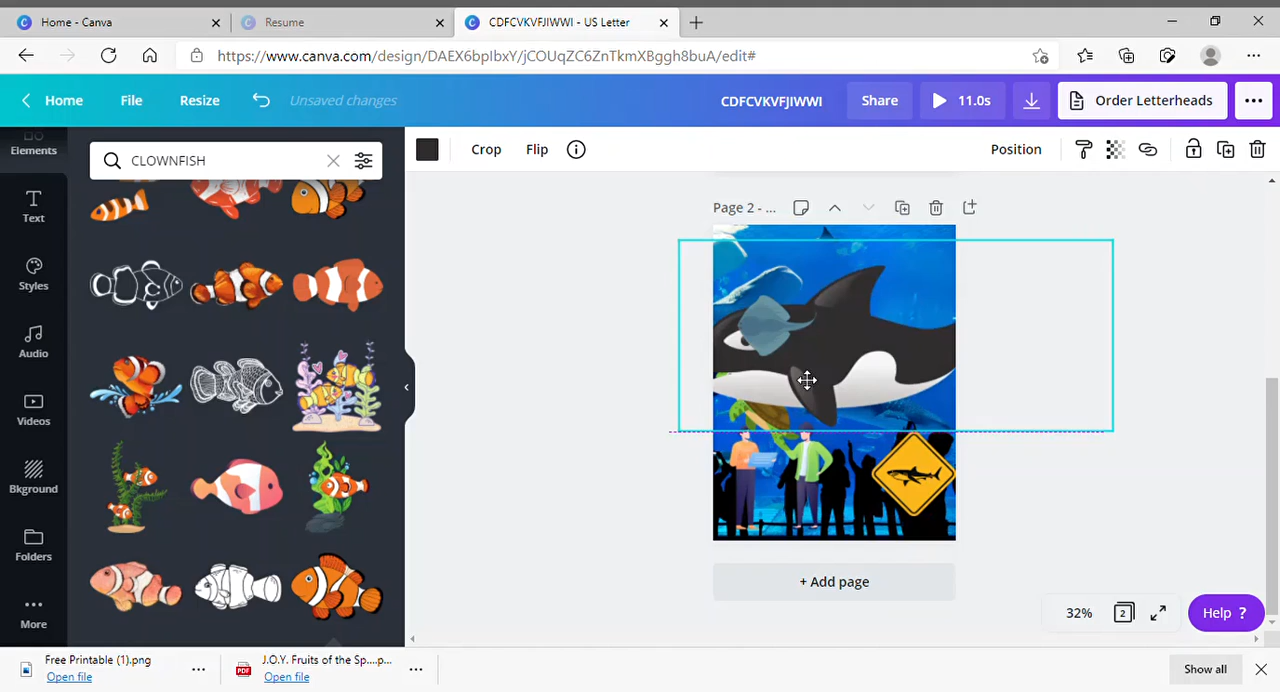 Home - Canva
Resume
CDFCVKVFJIWWI - US Letter
https://www.canva.com/design/DAEX6bpIbxY/jCOUqZC6ZnTkmXBggh8buA/edit#
Home
File
Resize
Unsaved changes
CDFCVKVFJIWWI
Share
11.0s
Order Letterheads
Elements
CLOWNFISH
Crop
Flip
Position
Text
Page 2 - ...
Styles
Audio
Videos
Bkground
Folders
+ Add page
More
32%
2
Help ?
Free Printable (1).png
Open file
J.O.Y. Fruits of the Sp....p...
PDF
Open file
Show all